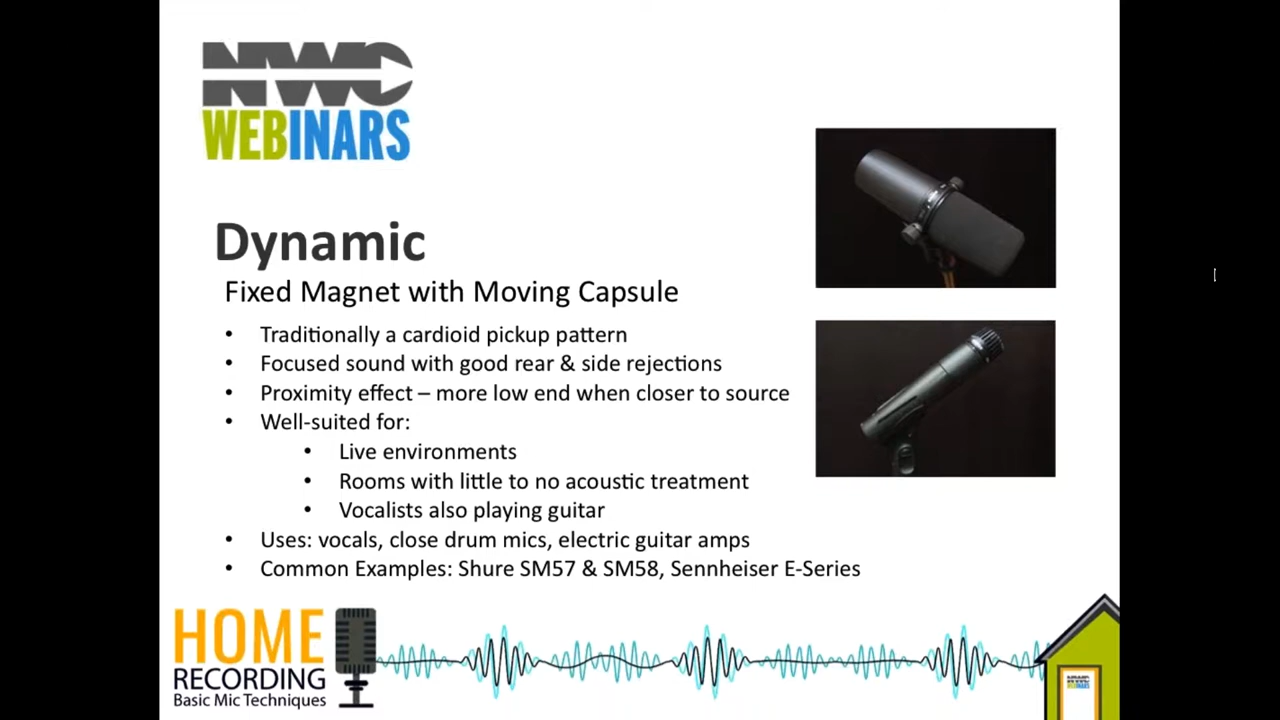 NWC
WEBINARS
Dynamic
Fixed Magnet with Moving Capsule
• Traditionally a cardioid pickup pattern
• Focused sound with good rear & side rejections
• Proximity effect – more low end when closer to source
• Well-suited for:
• Live environments
• Rooms with little to no acoustic treatment
• Vocalists also playing guitar
• Uses: vocals, close drum mics, electric guitar amps
• Common Examples: Shure SM57 & SM58, Sennheiser E-Series
HOME
RECORDING
Basic Mic Techniques
NWC
WEBINARS